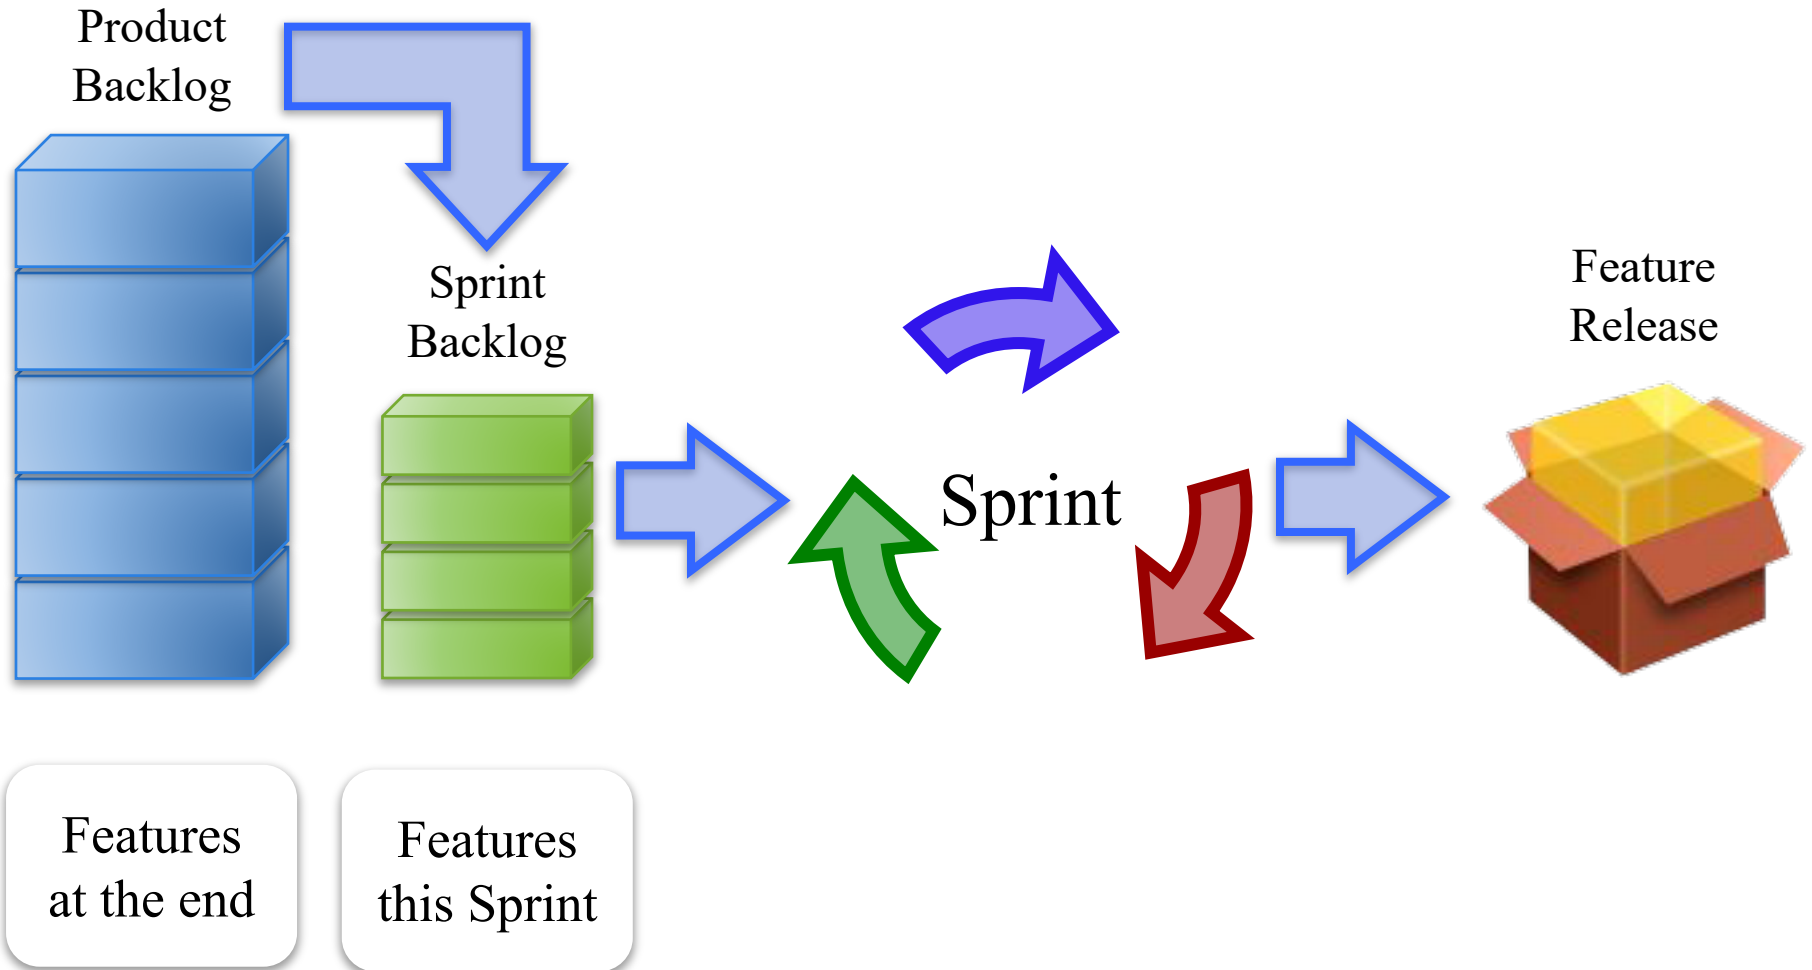 Product
Backlog
Sprint
Backlog
Sprint
Feature
Release
Features
at the end
Features
this Sprint